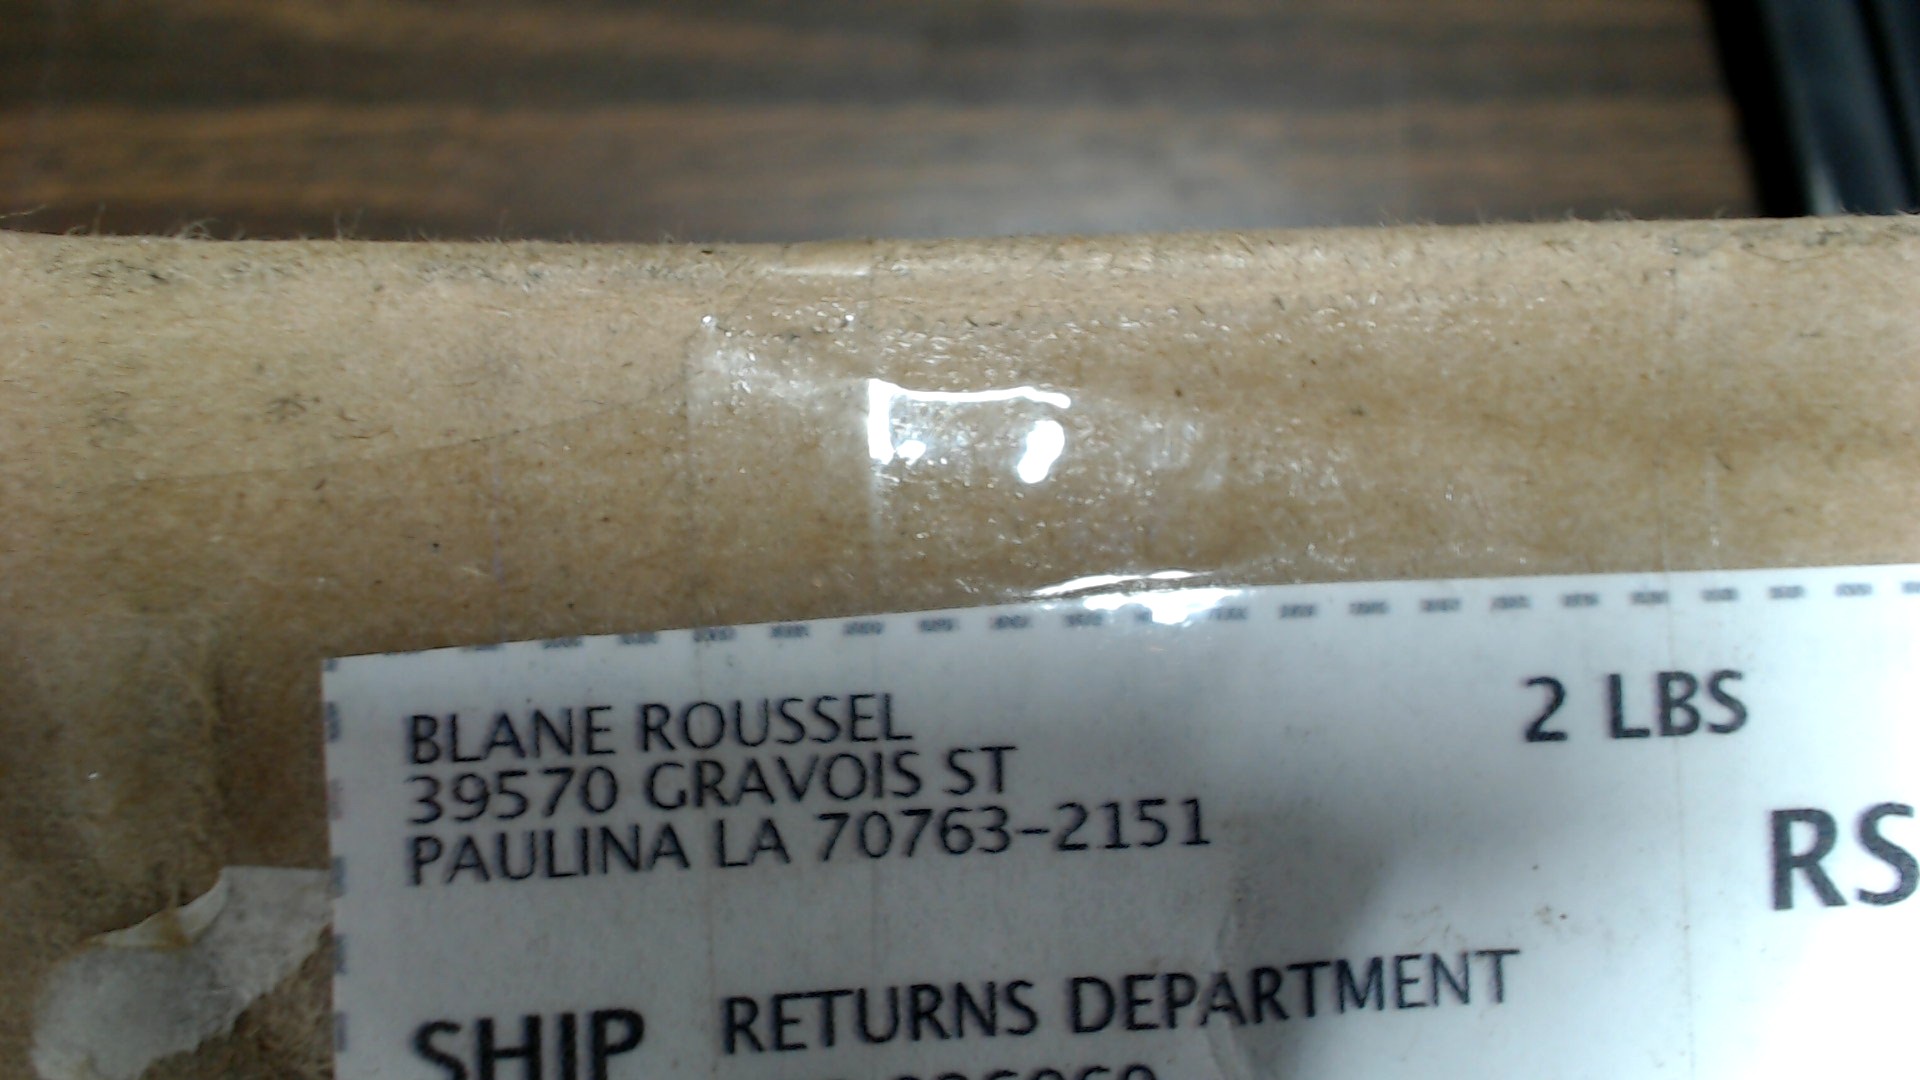 BLANE ROUSSEL
39570 GRAVOIS ST
PAULINA LA 70763-2151
2 LBS
RS
SHIP
RETURNS DEPARTMENT